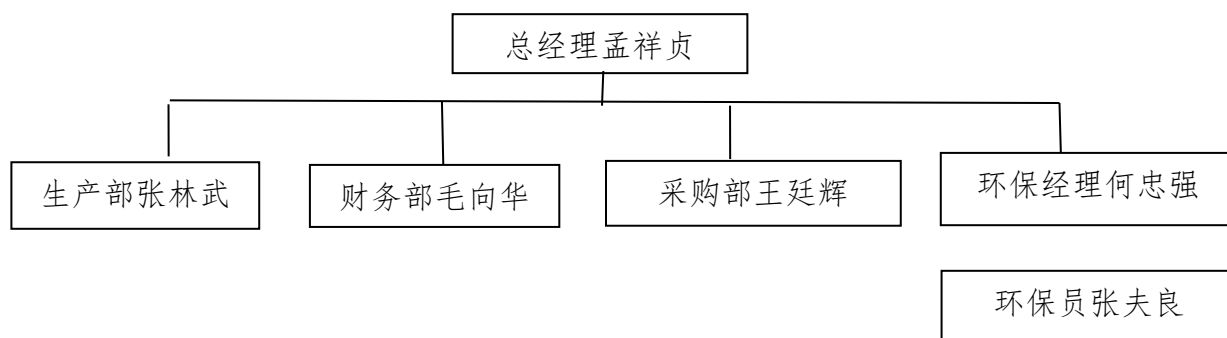 总经理孟祥贞
生产部张林武
财务部毛向华
采购部王廷辉
环保经理何忠强
环保员张夫良